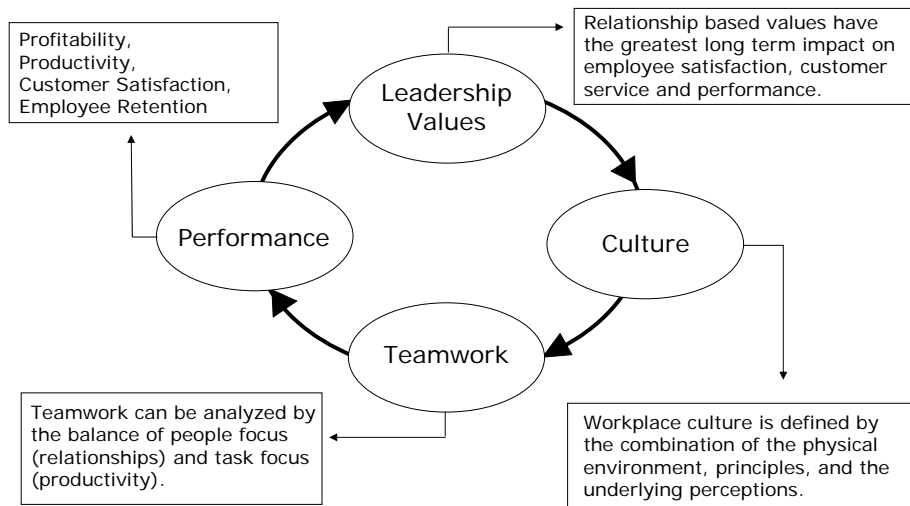 Profitability,
Productivity,
Customer Satisfaction,
Employee Retention
Relationship based values have
the greatest long term impact on
employee satisfaction, customer
service and performance.
Leadership
Values
Performance
Culture
Teamwork
Teamwork can be analyzed by
the balance of people focus
(relationships) and task focus
(productivity).
Workplace culture is defined by
the combination of the physical
environment, principles, and the
underlying perceptions.